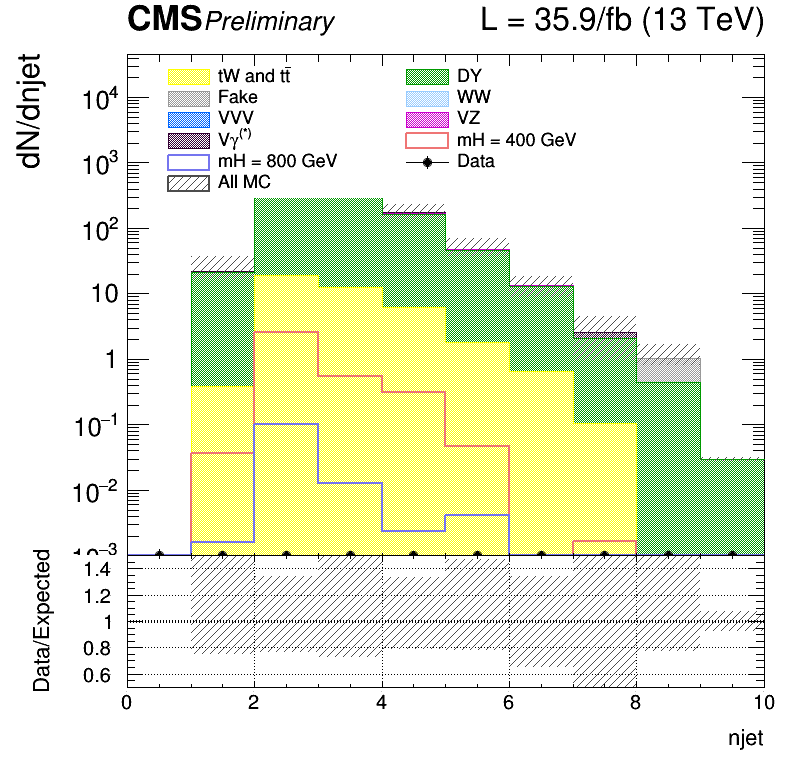 CMS Preliminary L = 35.9/fb (13 TeV)
dN/dnjet
tW and tt̄ DY
Fake WW
VVV VZ
Vγ(*) mH = 400 GeV
mH = 800 GeV Data
All MC
10⁴
10³
10²
10
1
10⁻¹
10⁻²
10⁻³
Data/Expected
1.4
1.2
1
0.8
0.6
0 2 4 6 8 10
njet